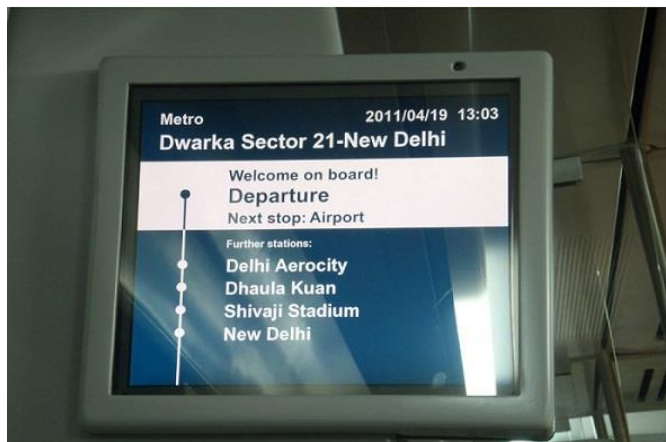 Metro 2011/04/19 13:03
Dwarka Sector 21-New Delhi
Welcome on board!
Departure
Next stop: Airport
Further stations:
Delhi Aerocity
Dhaula Kuan
Shivaji Stadium
New Delhi